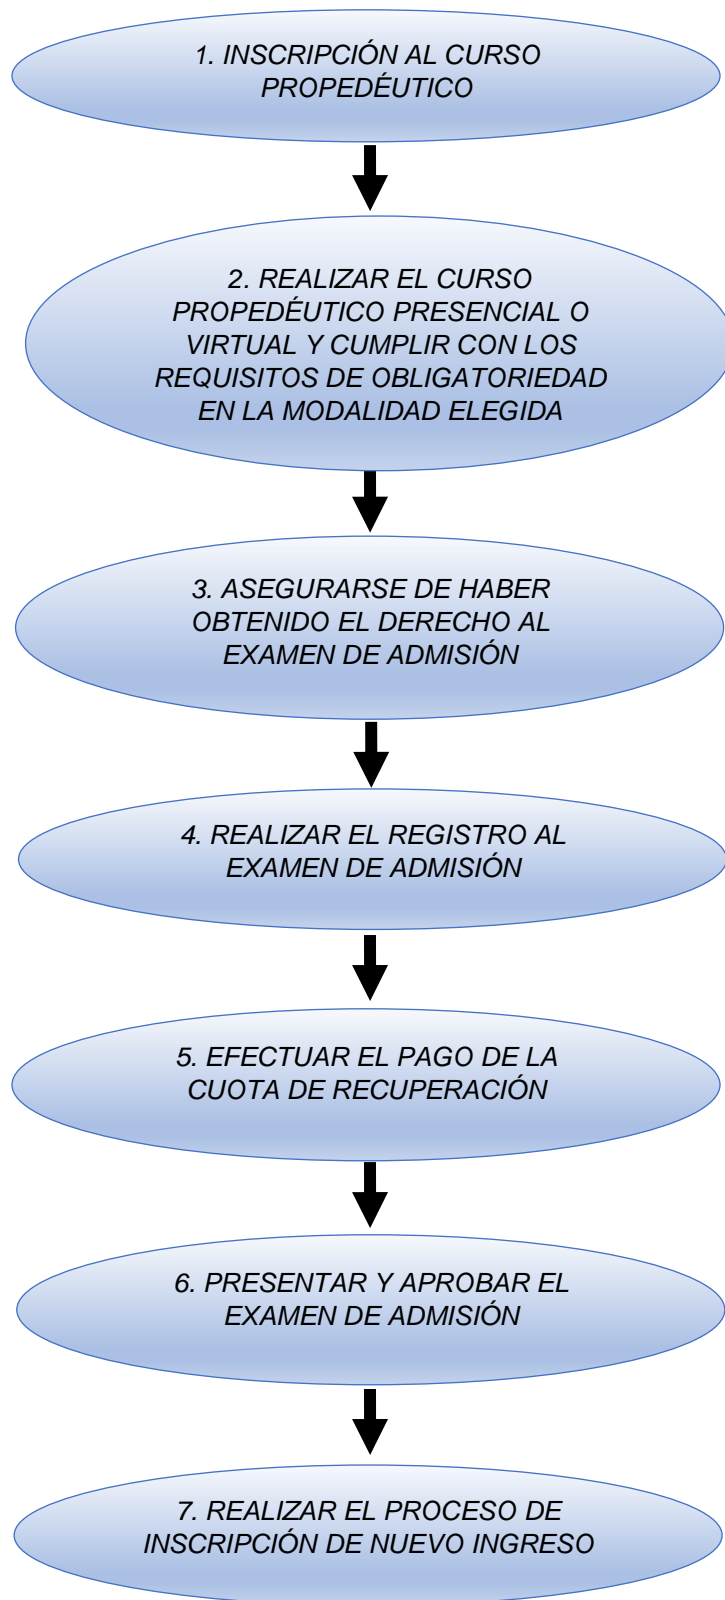 1. INSCRIPCIÓN AL CURSO
PROPEDÉUTICO
2. REALIZAR EL CURSO
PROPEDÉUTICO PRESENCIAL O
VIRTUAL Y CUMPLIR CON LOS
REQUISITOS DE OBLIGATORIEDAD
EN LA MODALIDAD ELEGIDA
3. ASEGURARSE DE HABER
OBTENIDO EL DERECHO AL
EXAMEN DE ADMISIÓN
4. REALIZAR EL REGISTRO AL
EXAMEN DE ADMISIÓN
5. EFECTUAR EL PAGO DE LA
CUOTA DE RECUPERACIÓN
6. PRESENTAR Y APROBAR EL
EXAMEN DE ADMISIÓN
7. REALIZAR EL PROCESO DE
INSCRIPCIÓN DE NUEVO INGRESO